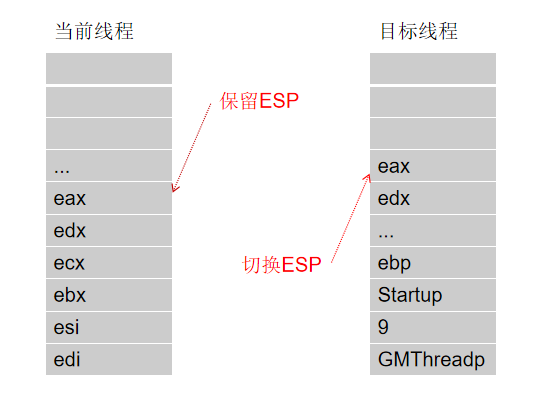 当前线程
目标线程
保留ESP
...
eax
edx
ecx
ebx
esi
edi
切换ESP
eax
edx
...
ebp
Startup
9
GMThreadp